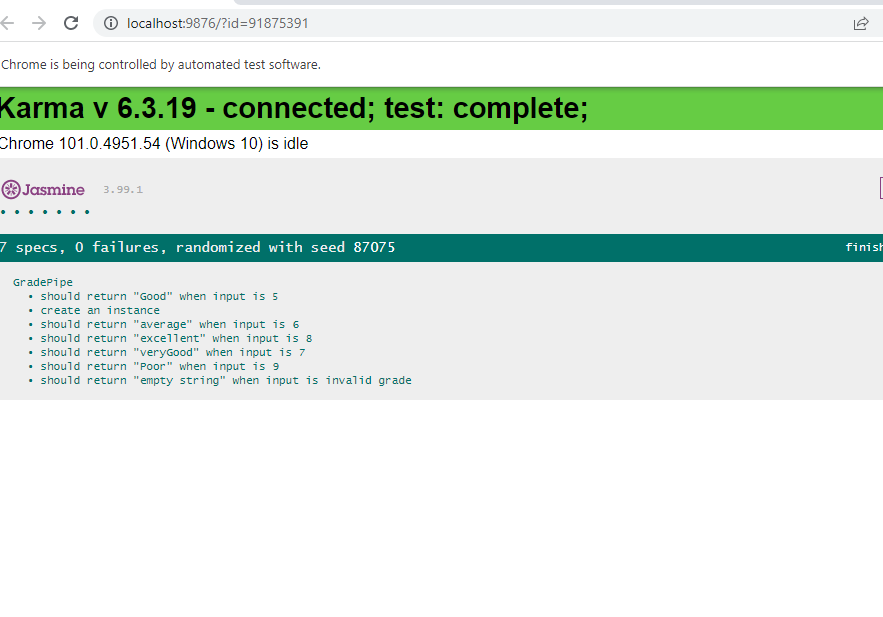 localhost:9876/?id=91875391
Chrome is being controlled by automated test software.
Karma v 6.3.19 - connected; test: complete;
Chrome 101.0.4951.54 (Windows 10) is idle
Jasmine 3.99.1
• • • • • • •
7 specs, 0 failures, randomized with seed 87075 finish
GradePipe
• should return "Good" when input is 5
• create an instance
• should return "average" when input is 6
• should return "excellent" when input is 8
• should return "veryGood" when input is 7
• should return "Poor" when input is 9
• should return "empty string" when input is invalid grade